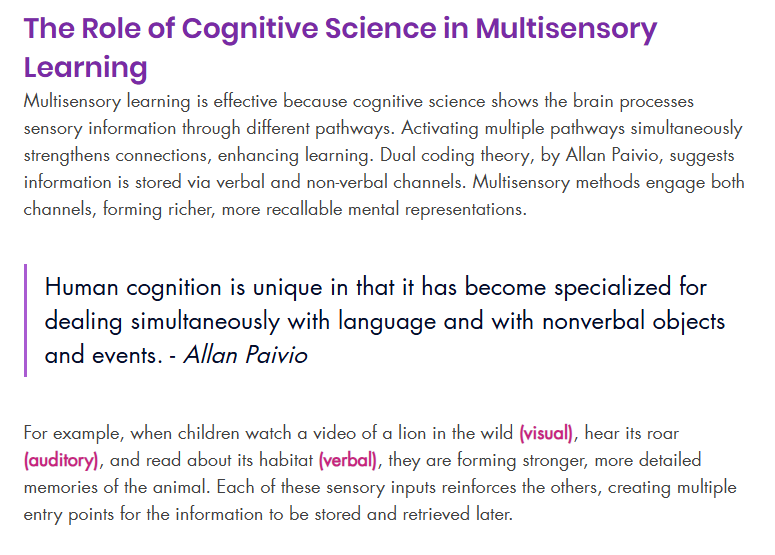 The Role of Cognitive Science in Multisensory
Learning
Multisensory learning is effective because cognitive science shows the brain processes
sensory information through different pathways. Activating multiple pathways simultaneously
strengthens connections, enhancing learning. Dual coding theory, by Allan Paivio, suggests
information is stored via verbal and non-verbal channels. Multisensory methods engage both
channels, forming richer, more recallable mental representations.
Human cognition is unique in that it has become specialized for
dealing simultaneously with language and with nonverbal objects
and events. - Allan Paivio
For example, when children watch a video of a lion in the wild (visual), hear its roar
(auditory), and read about its habitat (verbal), they are forming stronger, more detailed
memories of the animal. Each of these sensory inputs reinforces the others, creating multiple
entry points for the information to be stored and retrieved later.